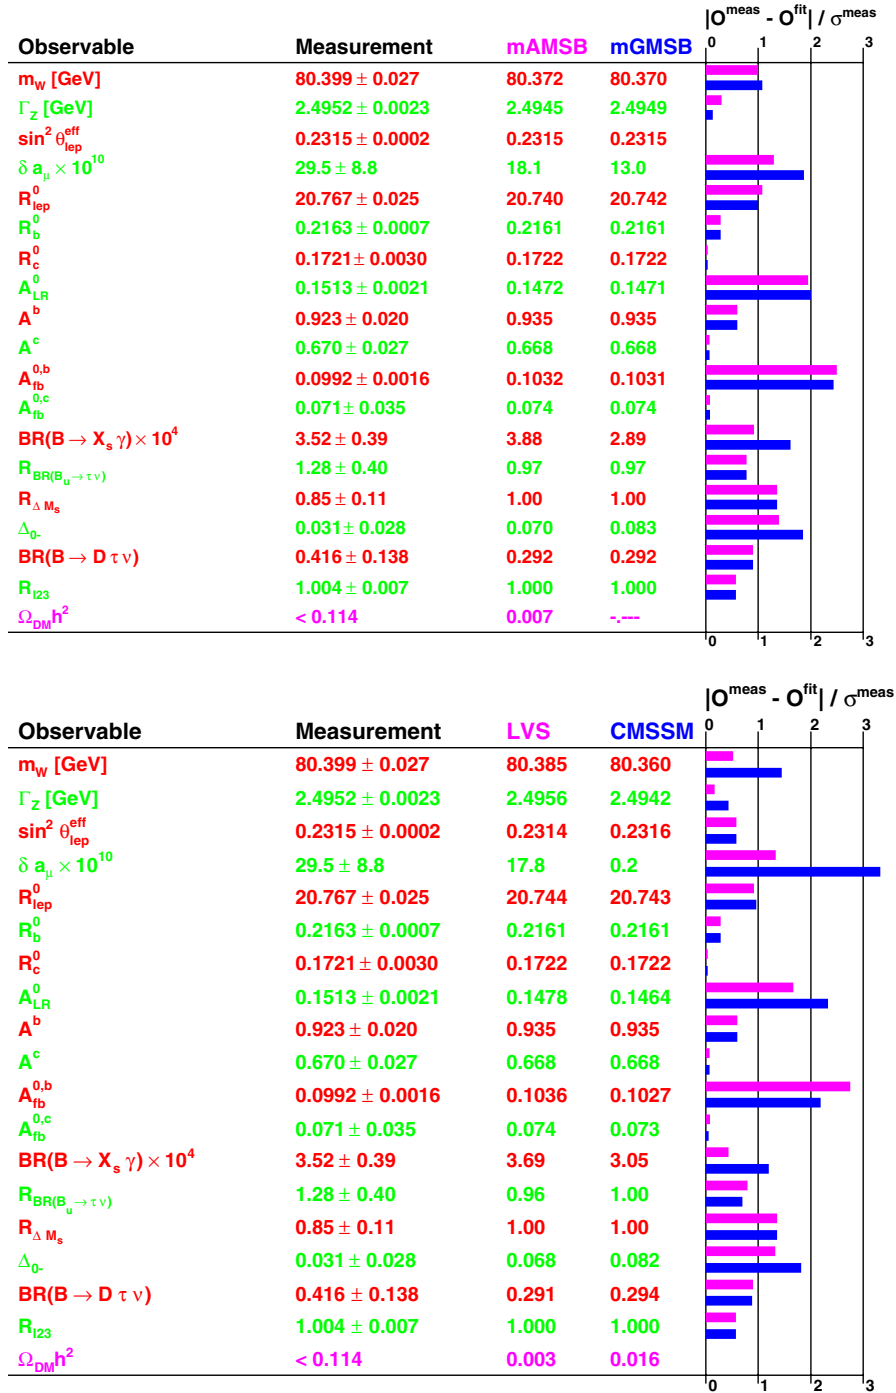 |O^meas - O^fit| / σ^meas
Observable Measurement mAMSB mGMSB 0 1 2 3
m_W [GeV] 80.399 ± 0.027 80.372 80.370
Γ_Z [GeV] 2.4952 ± 0.0023 2.4945 2.4949
sin² θ_lep^eff 0.2315 ± 0.0002 0.2315 0.2315
δ a_μ × 10^10 29.5 ± 8.8 18.1 13.0
R_lep^0 20.767 ± 0.025 20.740 20.742
R_b^0 0.2163 ± 0.0007 0.2161 0.2161
R_c^0 0.1721 ± 0.0030 0.1722 0.1722
A_LR^0 0.1513 ± 0.0021 0.1472 0.1471
A^b 0.923 ± 0.020 0.935 0.935
A^c 0.670 ± 0.027 0.668 0.668
A_fb^0,b 0.0992 ± 0.0016 0.1032 0.1031
A_fb^0,c 0.071 ± 0.035 0.074 0.074
BR(B → X_s γ) × 10^4 3.52 ± 0.39 3.88 2.89
R_BR(B_u → τν) 1.28 ± 0.40 0.97 0.97
R_Δ M_s 0.85 ± 0.11 1.00 1.00
Δ_0- 0.031 ± 0.028 0.070 0.083
BR(B → D τ ν) 0.416 ± 0.138 0.292 0.292
R_l23 1.004 ± 0.007 1.000 1.000
Ω_DM h² < 0.114 0.007 -.---
0 1 2 3
|O^meas - O^fit| / σ^meas
Observable Measurement LVS CMSSM 0 1 2 3
m_W [GeV] 80.399 ± 0.027 80.385 80.360
Γ_Z [GeV] 2.4952 ± 0.0023 2.4956 2.4942
sin² θ_lep^eff 0.2315 ± 0.0002 0.2314 0.2316
δ a_μ × 10^10 29.5 ± 8.8 17.8 0.2
R_lep^0 20.767 ± 0.025 20.744 20.743
R_b^0 0.2163 ± 0.0007 0.2161 0.2161
R_c^0 0.1721 ± 0.0030 0.1722 0.1722
A_LR^0 0.1513 ± 0.0021 0.1478 0.1464
A^b 0.923 ± 0.020 0.935 0.935
A^c 0.670 ± 0.027 0.668 0.668
A_fb^0,b 0.0992 ± 0.0016 0.1036 0.1027
A_fb^0,c 0.071 ± 0.035 0.074 0.073
BR(B → X_s γ) × 10^4 3.52 ± 0.39 3.69 3.05
R_BR(B_u → τν) 1.28 ± 0.40 0.96 1.00
R_Δ M_s 0.85 ± 0.11 1.00 1.00
Δ_0- 0.031 ± 0.028 0.068 0.082
BR(B → D τ ν) 0.416 ± 0.138 0.291 0.294
R_l23 1.004 ± 0.007 1.000 1.000
Ω_DM h² < 0.114 0.003 0.016
0 1 2 3